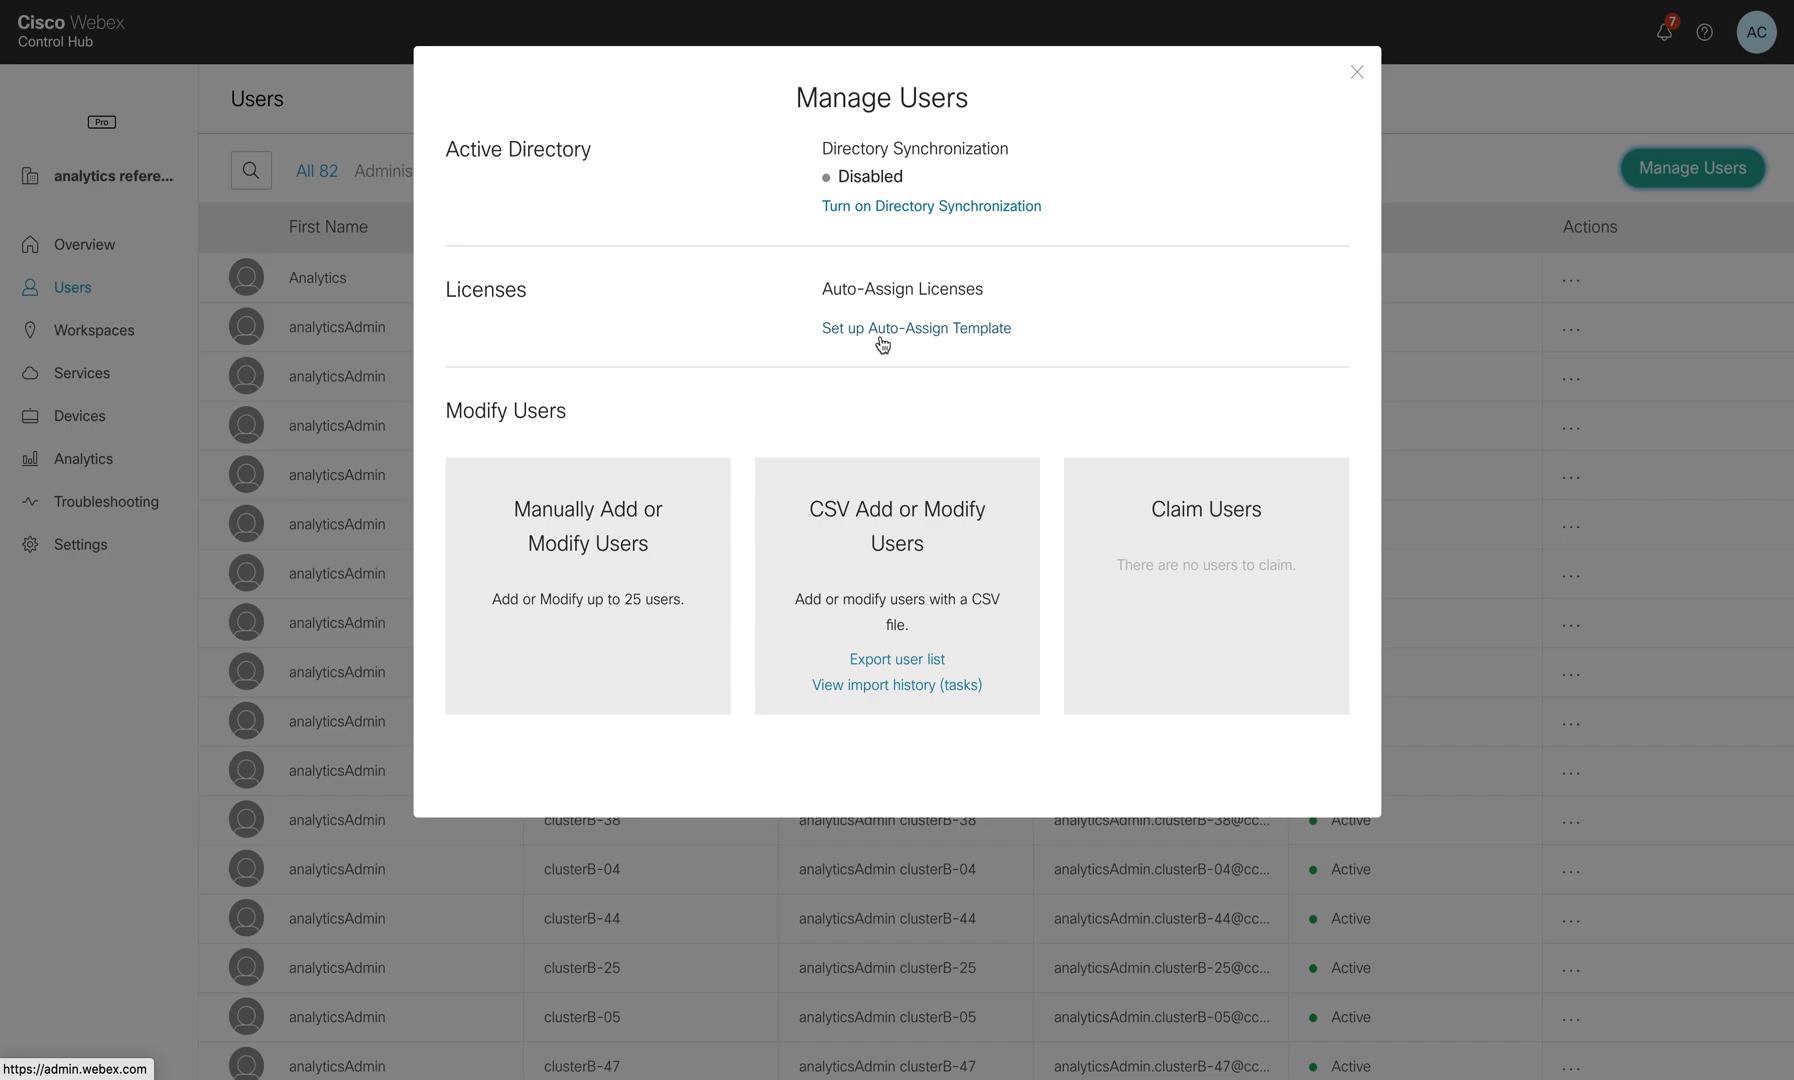 Cisco Webex
Control Hub
7
AC
Pro
analytics refere...
Overview
Users
Workspaces
Services
Devices
Analytics
Troubleshooting
Settings
Users
All 82 Adminis
Manage Users
First Name
Actions
Analytics
...
analyticsAdmin
...
analyticsAdmin
...
analyticsAdmin
...
analyticsAdmin
...
analyticsAdmin
...
analyticsAdmin
...
analyticsAdmin
...
analyticsAdmin
...
analyticsAdmin
...
analyticsAdmin
...
analyticsAdmin clusterB-38 analyticsAdmin clusterB-38 analyticsAdmin.clusterB-38@cc... Active ...
analyticsAdmin clusterB-04 analyticsAdmin clusterB-04 analyticsAdmin.clusterB-04@cc... Active ...
analyticsAdmin clusterB-44 analyticsAdmin clusterB-44 analyticsAdmin.clusterB-44@cc... Active ...
analyticsAdmin clusterB-25 analyticsAdmin clusterB-25 analyticsAdmin.clusterB-25@cc... Active ...
analyticsAdmin clusterB-05 analyticsAdmin clusterB-05 analyticsAdmin.clusterB-05@cc... Active ...
analyticsAdmin clusterB-47 analyticsAdmin clusterB-47 analyticsAdmin.clusterB-47@cc... Active ...
Manage Users
Active Directory
Directory Synchronization
Disabled
Turn on Directory Synchronization
Licenses
Auto-Assign Licenses
Set up Auto-Assign Template
Modify Users
Manually Add or
Modify Users
Add or Modify up to 25 users.
CSV Add or Modify
Users
Add or modify users with a CSV
file.
Export user list
View import history (tasks)
Claim Users
There are no users to claim.
https://admin.webex.com